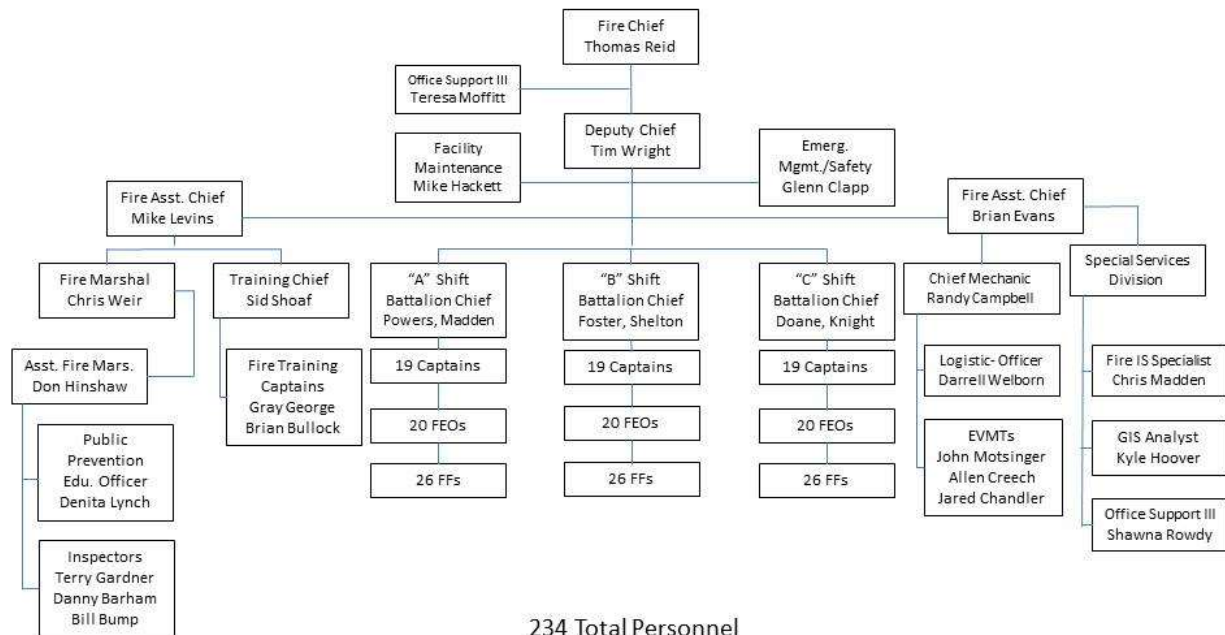 Fire Chief
Thomas Reid
Office Support III
Teresa Moffitt
Deputy Chief
Tim Wright
Facility
Maintenance
Mike Hackett
Emerg.
Mgmt./Safety
Glenn Clapp
Fire Asst. Chief
Mike Levins
Fire Asst. Chief
Brian Evans
Fire Marshal
Chris Weir
Training Chief
Sid Shoaf
"A" Shift
Battalion Chief
Powers, Madden
"B" Shift
Battalion Chief
Foster, Shelton
"C" Shift
Battalion Chief
Doane, Knight
Chief Mechanic
Randy Campbell
Special Services
Division
Asst. Fire Mars.
Don Hinshaw
Fire Training
Captains
Gray George
Brian Bullock
19 Captains
19 Captains
19 Captains
Logistic- Officer
Darrell Welborn
Fire IS Specialist
Chris Madden
20 FEOs
20 FEOs
20 FEOs
Public
Prevention
Edu. Officer
Denita Lynch
26 FFs
26 FFs
26 FFs
EVMTs
John Motsinger
Allen Creech
Jared Chandler
GIS Analyst
Kyle Hoover
Office Support III
Shawna Rowdy
Inspectors
Terry Gardner
Danny Barham
Bill Bump
234 Total Personnel